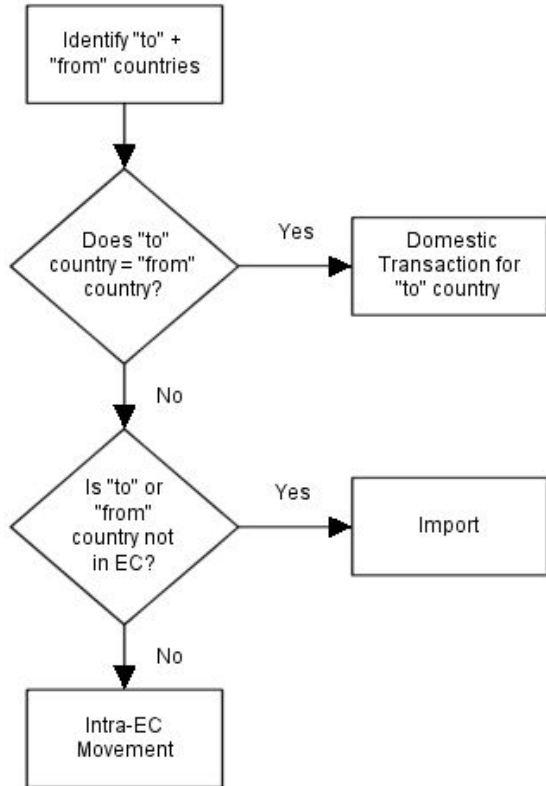 Identify "to" +
"from" countries
Does "to"
country = "from"
country?
Yes
Domestic
Transaction for
"to" country
No
Is "to" or
"from"
country not
in EC?
Yes
Import
No
Intra-EC
Movement